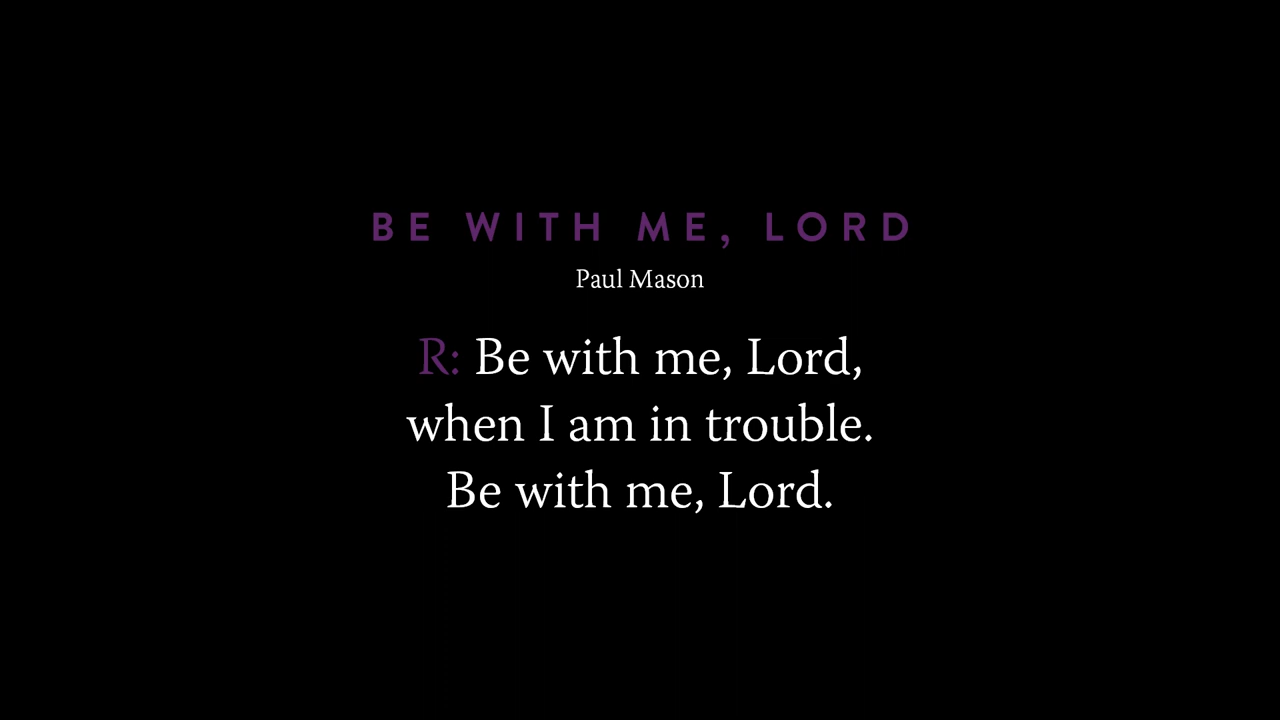 BE WITH ME, LORD
Paul Mason
R: Be with me, Lord,
when I am in trouble.
Be with me, Lord.